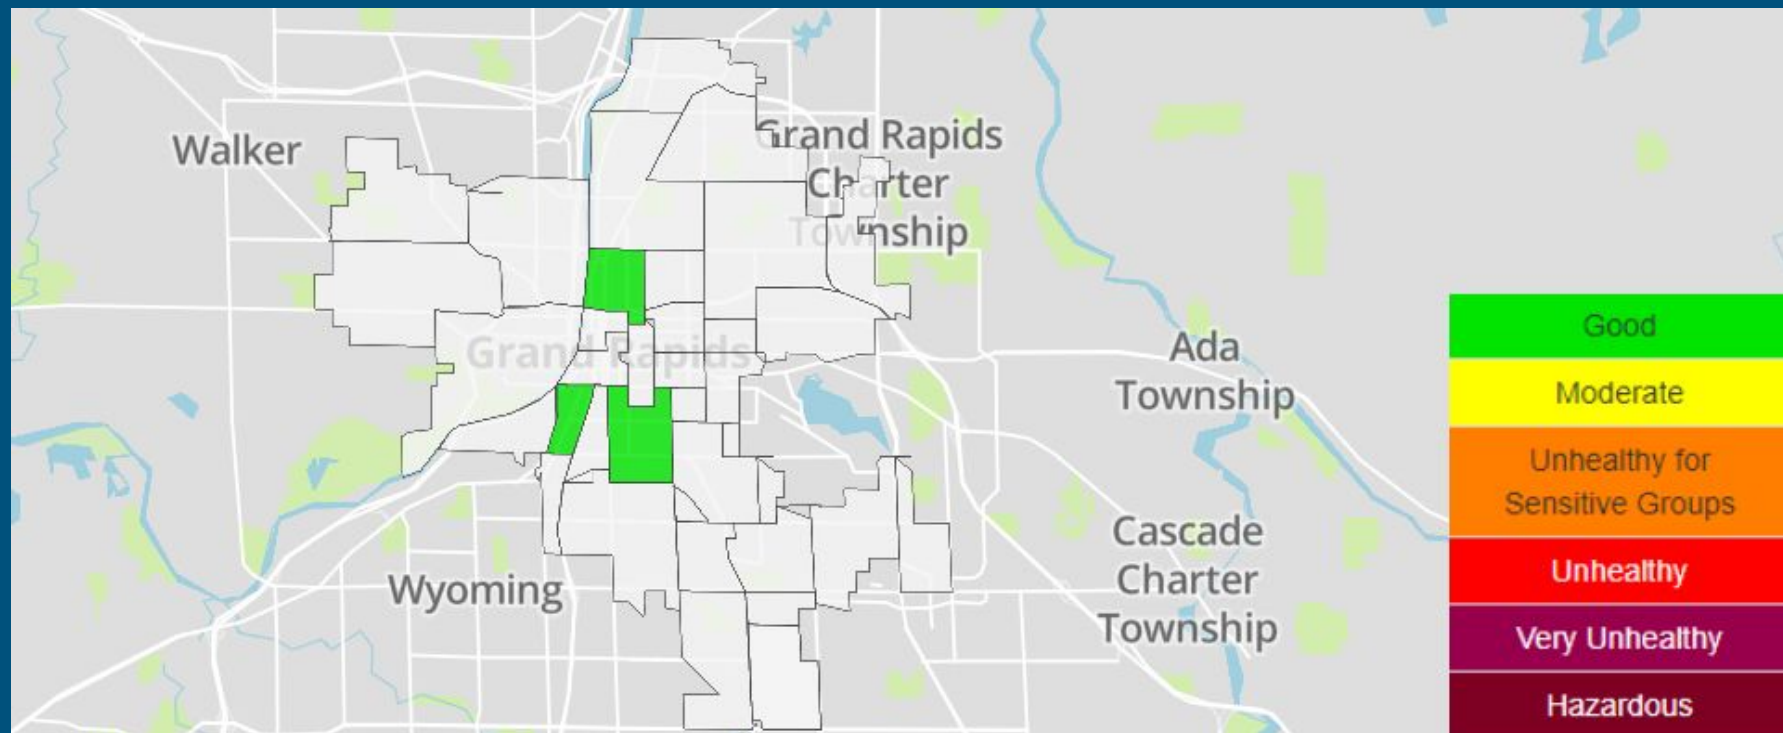 Walker
Grand Rapids
Charter
Township
Grand Rapids
Ada
Township
Cascade
Charter
Township
Wyoming
Good
Moderate
Unhealthy for
Sensitive Groups
Unhealthy
Very Unhealthy
Hazardous